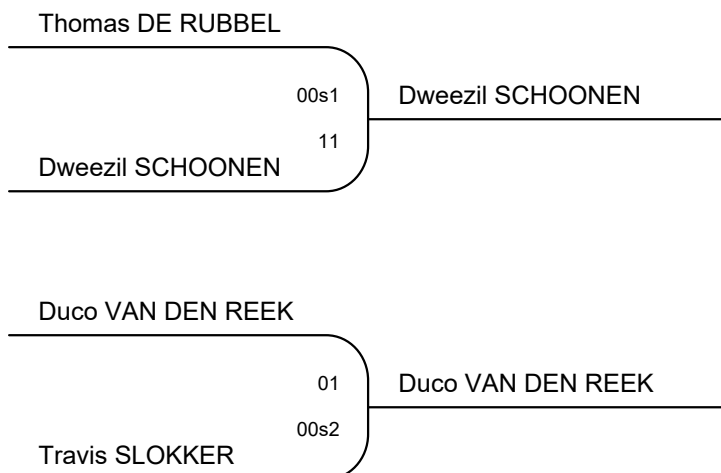 Thomas DE RUBBEL
00s1
Dweezil SCHOONEN
11
Dweezil SCHOONEN
Duco VAN DEN REEK
01
Duco VAN DEN REEK
00s2
Travis SLOKKER